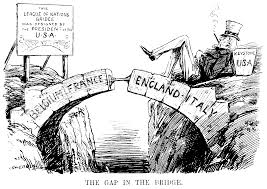 THIS
LEAGUE OF NATIONS
BRIDGE
WAS DESIGNED BY
THE PRESIDENT OF THE
U.S.A.
KEYSTONE
U.S.A.
BELGIUM
FRANCE
ENGLAND
ITALY
THE GAP IN THE BRIDGE.